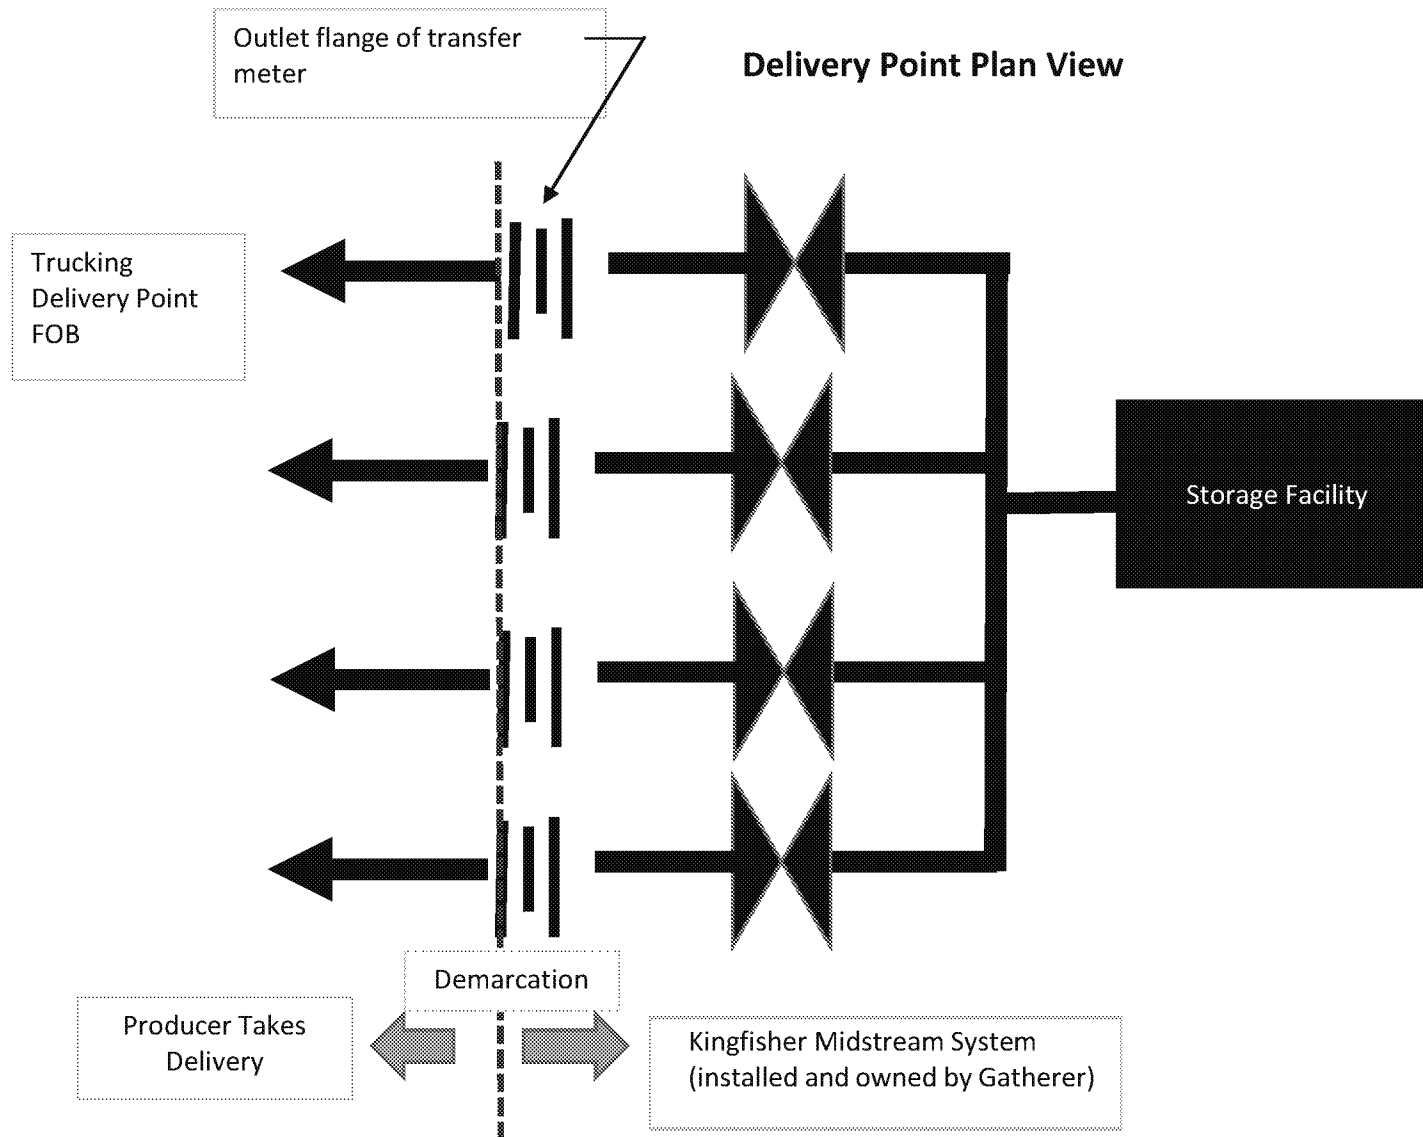 Outlet flange of transfer
meter
Delivery Point Plan View
Trucking
Delivery Point
FOB
Storage Facility
Demarcation
Producer Takes
Delivery
Kingfisher Midstream System
(installed and owned by Gatherer)